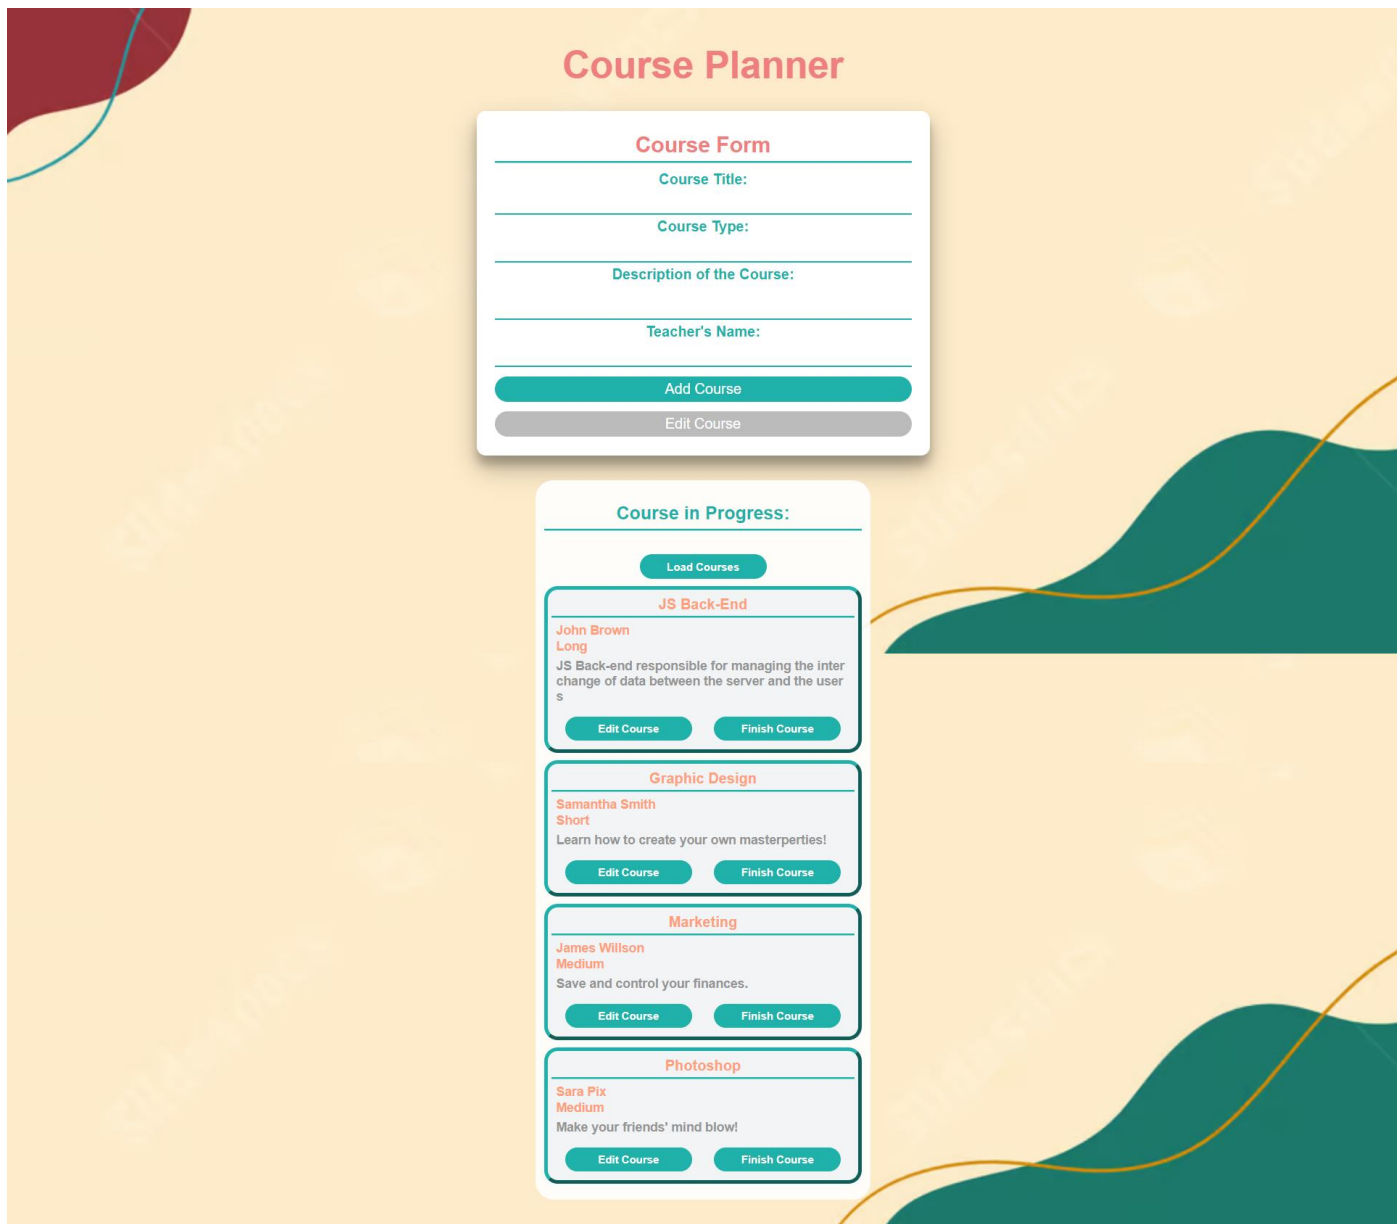 Course Planner
Course Form
Course Title:
Course Type:
Description of the Course:
Teacher's Name:
Add Course
Edit Course
Course in Progress:
Load Courses
JS Back-End
John Brown
Long
JS Back-end responsible for managing the inter
change of data between the server and the user
s
Edit Course Finish Course
Graphic Design
Samantha Smith
Short
Learn how to create your own masterperties!
Edit Course Finish Course
Marketing
James Willson
Medium
Save and control your finances.
Edit Course Finish Course
Photoshop
Sara Pix
Medium
Make your friends' mind blow!
Edit Course Finish Course